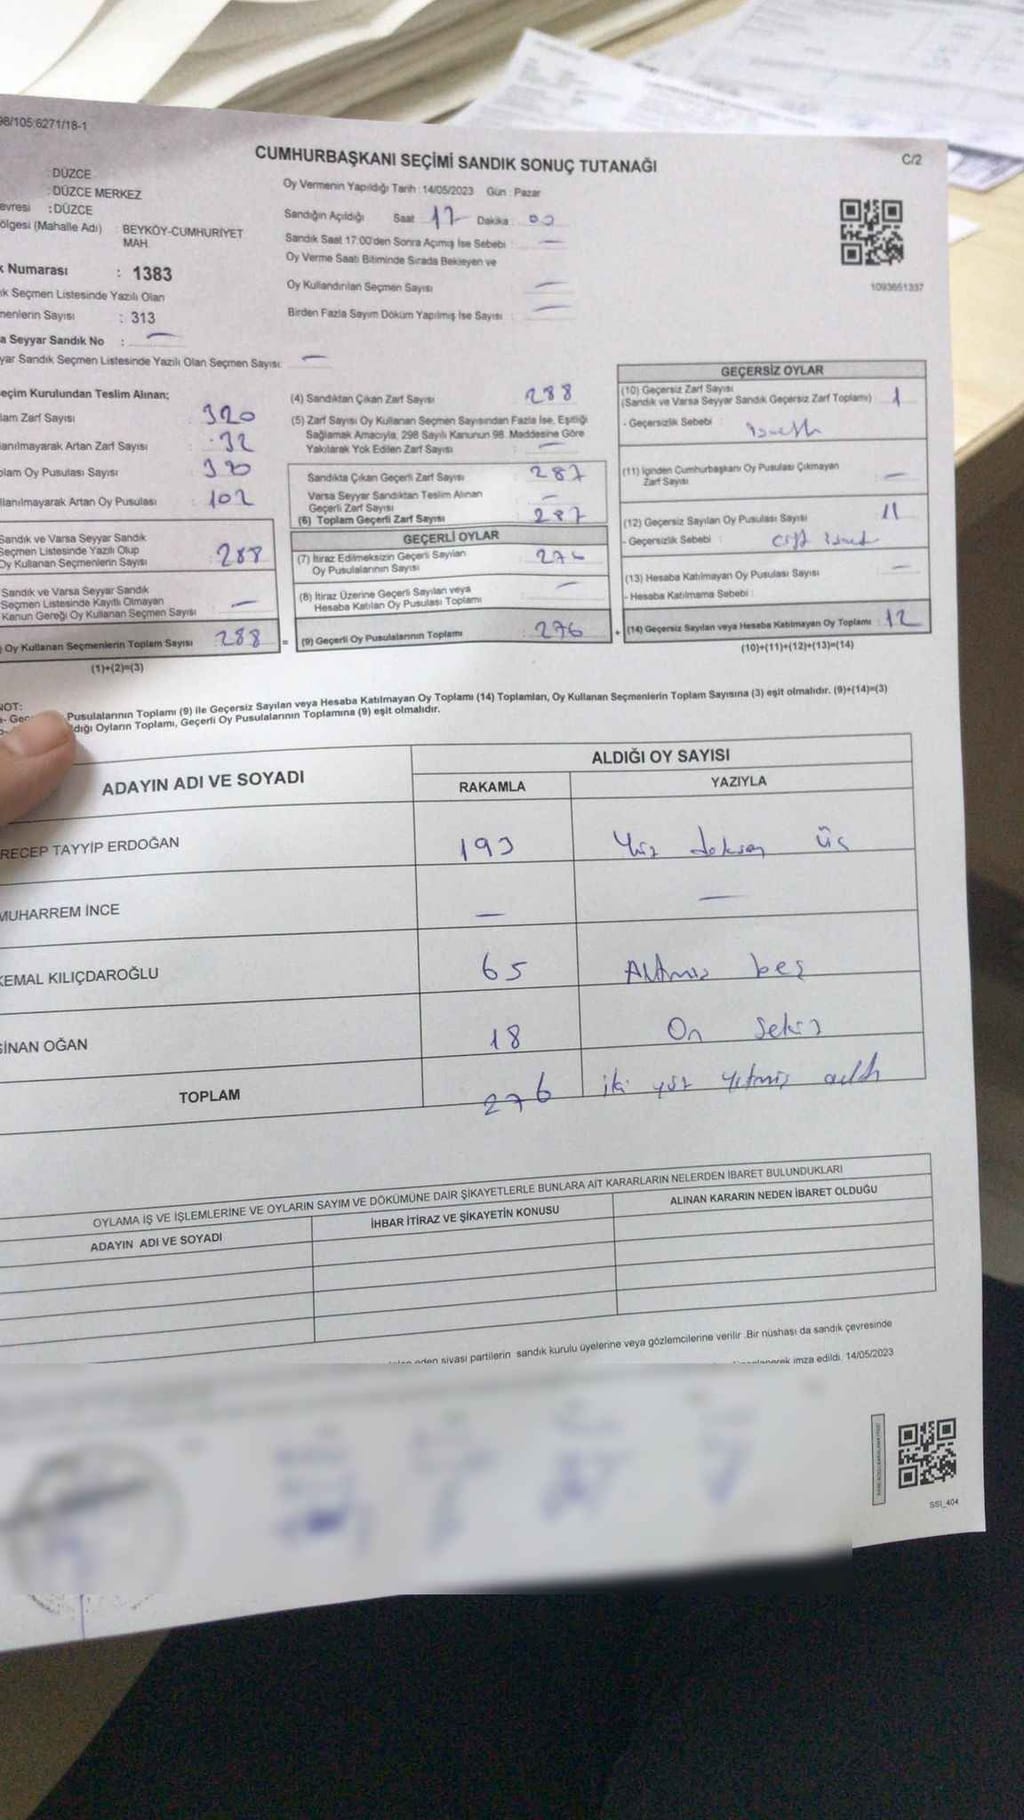 98/105:6271/18-1
C/2
CUMHURBAŞKANI SEÇİMİ SANDIK SONUÇ TUTANAĞI
: DÜZCE
: DÜZCE MERKEZ
evresi : DÜZCE
ölgesi (Mahalle Adı) : BEYKÖY-CUMHURİYET
MAH.
k Numarası : 1383
ık Seçmen Listesinde Yazılı Olan
menlerin Sayısı : 313
a Seyyar Sandık No : —
yar Sandık Seçmen Listesinde Yazılı Olan Seçmen Sayısı: —
Oy Vermenin Yapıldığı Tarih : 14/05/2023 Gün : Pazar
Sandığın Açıldığı Saat 17 Dakika : 00
Sandık Saat 17:00'den Sonra Açımış İse Sebebi —
Oy Verme Saati Bitiminde Sırada Bekleyen ve
Oy Kullandırılan Seçmen Sayısı —
Birden Fazla Sayım Döküm Yapılmış İse Sayısı : —
1093651337
eçim Kurulundan Teslim Alınan;
lam Zarf Sayısı : 320
anılmayarak Artan Zarf Sayısı : 32
plam Oy Pusulası Sayısı
llanılmayarak Artan Oy Pusulası : 102
Sandık ve Varsa Seyyar Sandık
Seçmen Listesinde Yazılı Olup
Oy Kullanan Seçmenlerin Sayısı : 288
Sandık ve Varsa Seyyar Sandık
Seçmen Listesinde Kayıtlı Olmayan
Kanun Gereği Oy Kullanan Seçmen Sayısı : —
Oy Kullanan Seçmenlerin Toplam Sayısı : 288 =
(1)+(2)=(3)
(4) Sandıktan Çıkan Zarf Sayısı : 288
(5) Zarf Sayısı Oy Kullanan Seçmen Sayısından Fazla İse, Eşitliği
Sağlamak Amacıyla, 298 Sayılı Kanunun 98. Maddesine Göre
Yakılarak Yok Edilen Zarf Sayısı : —
Sandıkta Çıkan Geçerli Zarf Sayısı : 287
Varsa Seyyar Sandıktan Teslim Alınan
Geçerli Zarf Sayısı : —
(6) Toplam Geçerli Zarf Sayısı : 287
GEÇERLİ OYLAR
(7) İtiraz Edilmeksizin Geçerli Sayılan
Oy Pusulalarının Sayısı : 276
(8) İtiraz Üzerine Geçerli Sayılan veya
Hesaba Katılan Oy Pusulası Toplamı : —
(9) Geçerli Oy Pusulalarının Toplamı : 276 +
GEÇERSİZ OYLAR
(10) Geçersiz Zarf Sayısı
(Sandık ve Varsa Seyyar Sandık Geçersiz Zarf Toplamı) : 1
- Geçersizlik Sebebi :
(11) İçinden Cumhurbaşkanı Oy Pusulası Çıkmayan
Zarf Sayısı : —
(12) Geçersiz Sayılan Oy Pusulası Sayısı : 11
- Geçersizlik Sebebi : çift
(13) Hesaba Katılmayan Oy Pusulası Sayısı : —
- Hesaba Katılmama Sebebi :
(14) Geçersiz Sayılan veya Hesaba Katılmayan Oy Toplamı : 12
(10)+(11)+(12)+(13)=(14)
NOT:
Pusulalarının Toplamı (9) ile Geçersiz Sayılan veya Hesaba Katılmayan Oy Toplamı (14) Toplamları, Oy Kullanan Seçmenlerin Toplam Sayısına (3) eşit olmalıdır. (9)+(14)=(3)
dığı Oyların Toplamı, Geçerli Oy Pusulalarının Toplamına (9) eşit olmalıdır.
ADAYIN ADI VE SOYADI
ALDIĞI OY SAYISI
RAKAMLA YAZIYLA
RECEP TAYYİP ERDOĞAN 193 Yüz doksan üç
MUHARREM İNCE — —
KEMAL KILIÇDAROĞLU 65 Altmış beş
SİNAN OĞAN 18 On Sekiz
TOPLAM 276 iki yüz yetmiş altı
OYLAMA İŞ VE İŞLEMLERİNE VE OYLARIN SAYIM VE DÖKÜMÜNE DAİR ŞİKAYETLERLE BUNLARA AİT KARARLARIN NELERDEN İBARET BULUNDUKLARI
ADAYIN ADI VE SOYADI İHBAR İTİRAZ VE ŞİKAYETİN KONUSU ALINAN KARARIN NEDEN İBARET OLDUĞU
eden siyasi partilerin sandık kurulu üyelerine veya gözlemcilerine verilir .Bir nüshası da sandık çevresinde
imza edildi. 14/05/2023
SSI_404